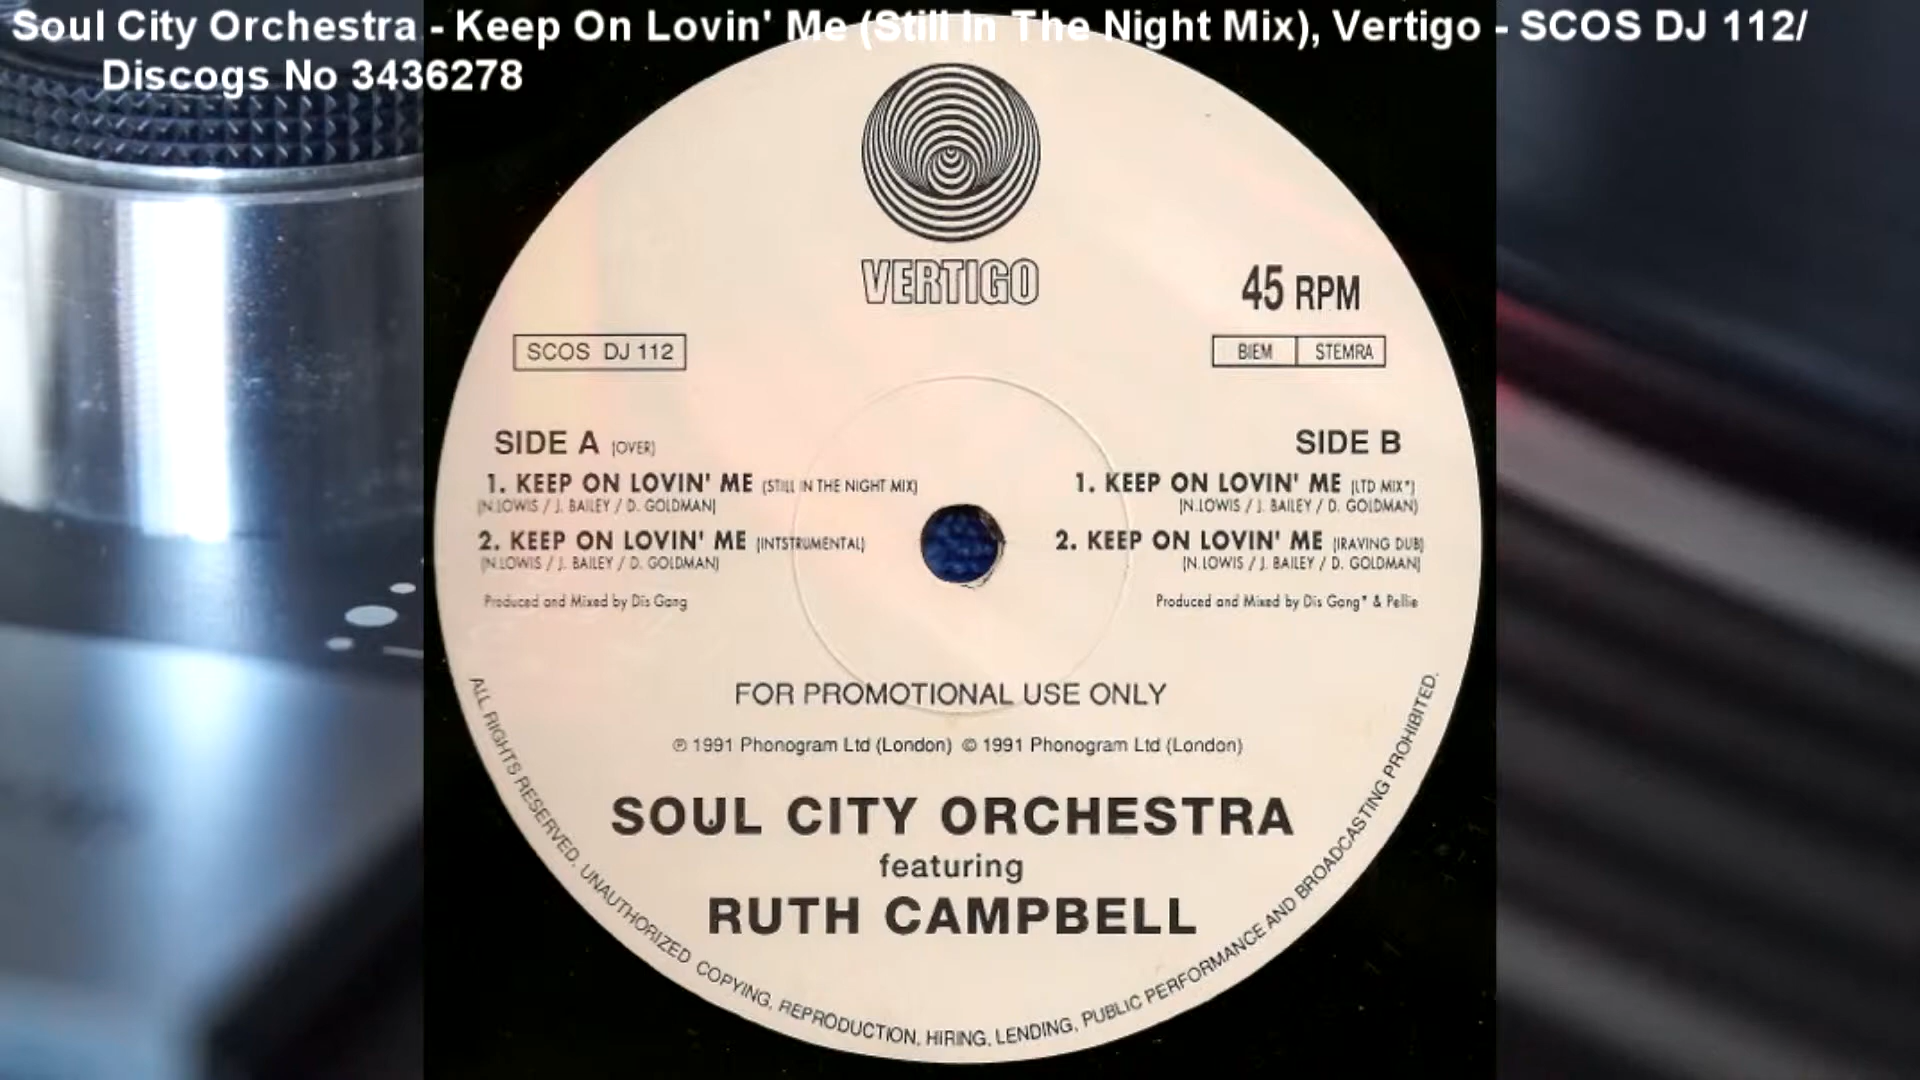 Soul City Orchestra - Keep On Lovin' Me (Still In The Night Mix), Vertigo - SCOS DJ 112/
Discogs No 3436278
VERTIGO
45 RPM
SCOS DJ 112
BIEM STEMRA
SIDE A (OVER)
1. KEEP ON LOVIN' ME (STILL IN THE NIGHT MIX)
(N.LOWIS / J. BAILEY / D. GOLDMAN)
2. KEEP ON LOVIN' ME (INTSTRUMENTAL)
(N.LOWIS / J. BAILEY / D. GOLDMAN)
Produced and Mixed by Dis Gang
SIDE B
1. KEEP ON LOVIN' ME (LTD MIX*)
(N.LOWIS / J. BAILEY / D. GOLDMAN)
2. KEEP ON LOVIN' ME (IRAVING DUB)
(N.LOWIS / J. BAILEY / D. GOLDMAN)
Produced and Mixed by Dis Gang* & Pellie
FOR PROMOTIONAL USE ONLY
℗ 1991 Phonogram Ltd (London) © 1991 Phonogram Ltd (London)
SOUL CITY ORCHESTRA
featuring
RUTH CAMPBELL
ALL RIGHTS RESERVED. UNAUTHORIZED COPYING, REPRODUCTION, HIRING, LENDING, PUBLIC PERFORMANCE AND BROADCASTING PROHIBITED.